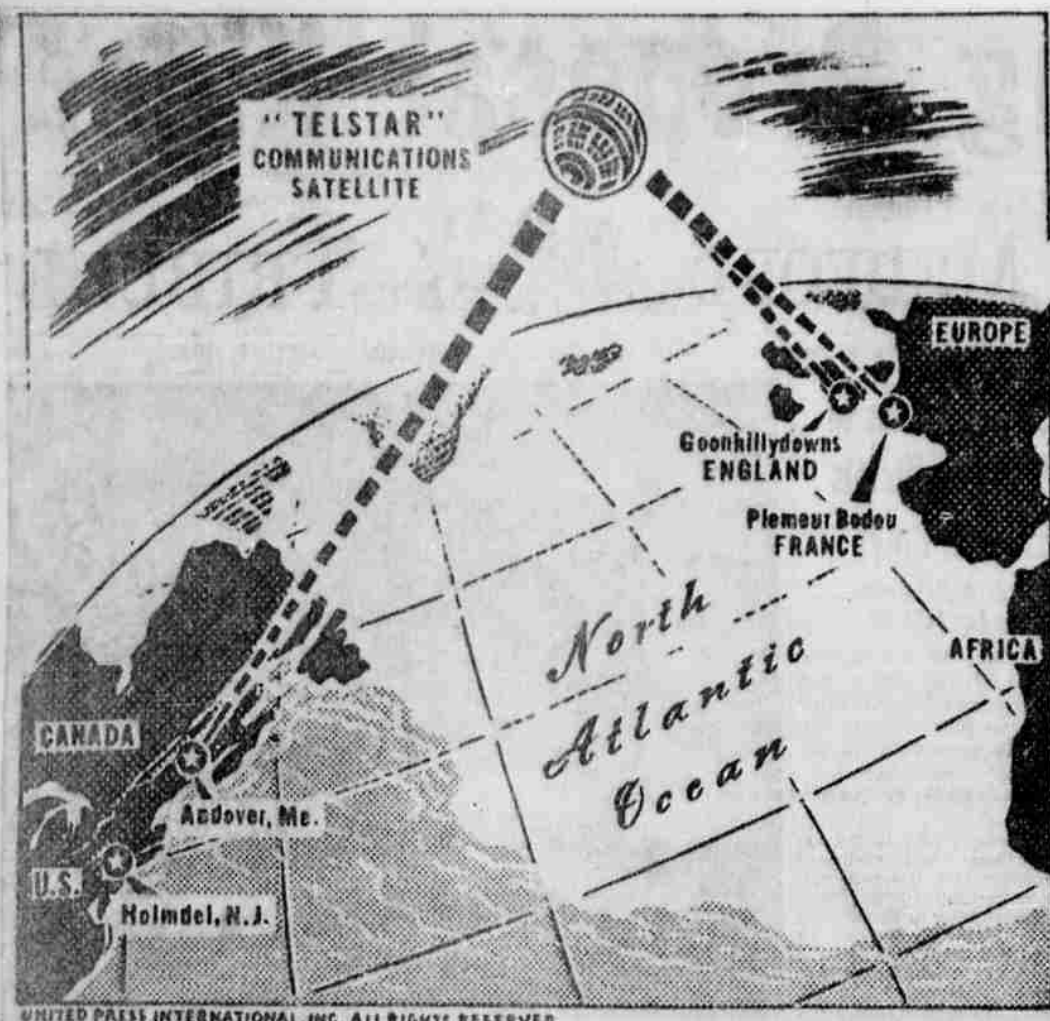 "TELSTAR"
COMMUNICATIONS
SATELLITE
EUROPE
Goonhillydowns
ENGLAND
Plemeur Bodou
FRANCE
North
Atlantic
Ocean
AFRICA
CANADA
Andover, Me.
U.S.
Holmdel, N.J.
UNITED PRESS INTERNATIONAL INC. ALL RIGHTS RESERVED